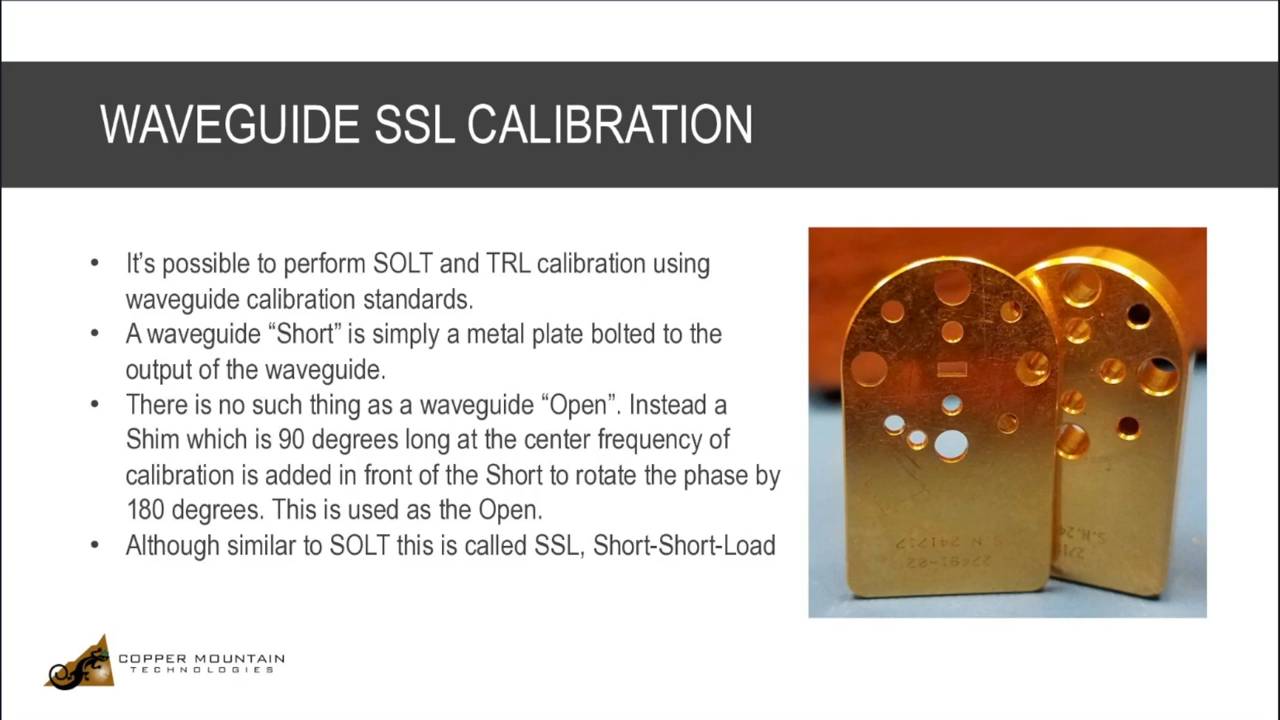 WAVEGUIDE SSL CALIBRATION
• It's possible to perform SOLT and TRL calibration using
waveguide calibration standards.
• A waveguide “Short” is simply a metal plate bolted to the
output of the waveguide.
• There is no such thing as a waveguide “Open”. Instead a
Shim which is 90 degrees long at the center frequency of
calibration is added in front of the Short to rotate the phase by
180 degrees. This is used as the Open.
• Although similar to SOLT this is called SSL, Short-Short-Load
COPPER MOUNTAIN
TECHNOLOGIES